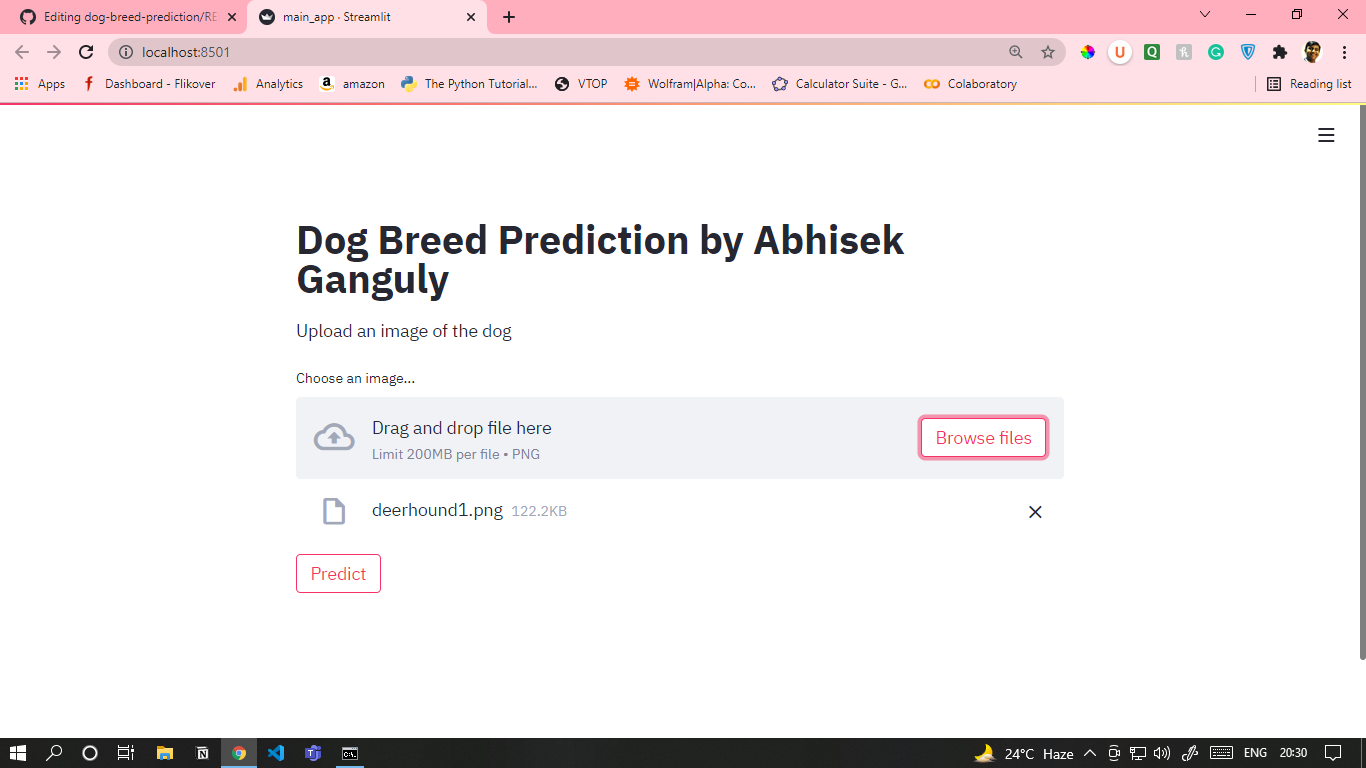 Editing dog-breed-prediction/RE
main_app · Streamlit
localhost:8501
Apps
Dashboard - Flikover
Analytics
amazon
The Python Tutorial...
VTOP
Wolfram|Alpha: Co...
Calculator Suite - G...
Colaboratory
Reading list
Dog Breed Prediction by Abhisek
Ganguly
Upload an image of the dog
Choose an image...
Drag and drop file here
Limit 200MB per file • PNG
Browse files
deerhound1.png 122.2KB
Predict
24°C Haze
ENG
20:30